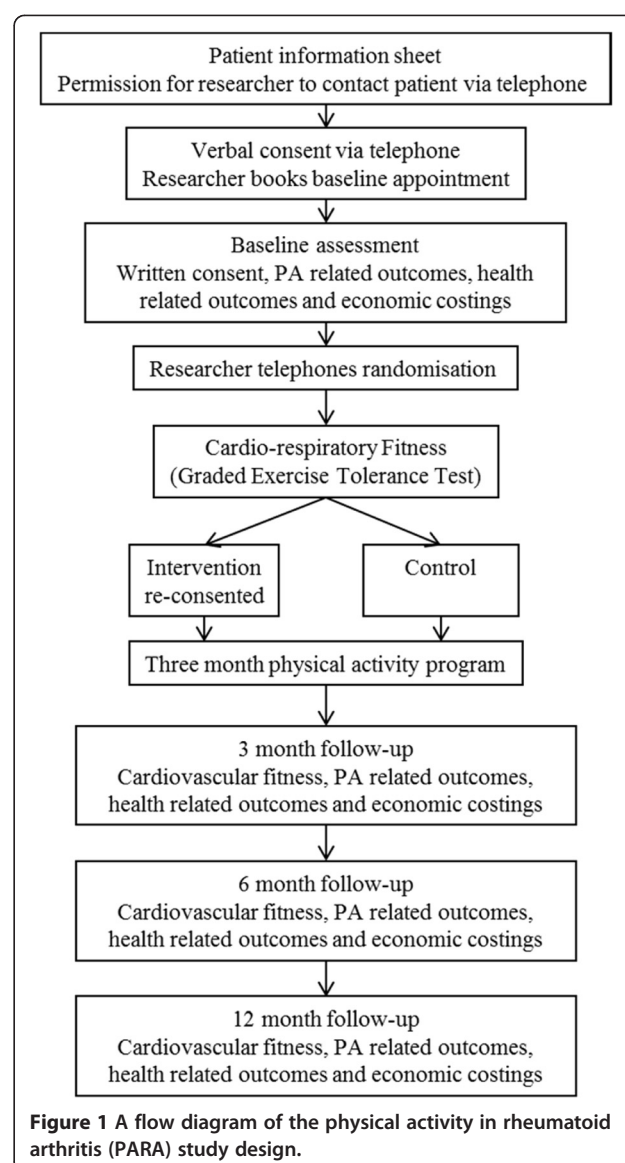 Patient information sheet
Permission for researcher to contact patient via telephone
Verbal consent via telephone
Researcher books baseline appointment
Baseline assessment
Written consent, PA related outcomes, health
related outcomes and economic costings
Researcher telephones randomisation
Cardio-respiratory Fitness
(Graded Exercise Tolerance Test)
Intervention
re-consented
Control
Three month physical activity program
3 month follow-up
Cardiovascular fitness, PA related outcomes,
health related outcomes and economic costings
6 month follow-up
Cardiovascular fitness, PA related outcomes,
health related outcomes and economic costings
12 month follow-up
Cardiovascular fitness, PA related outcomes,
health related outcomes and economic costings
Figure 1 A flow diagram of the physical activity in rheumatoid
arthritis (PARA) study design.